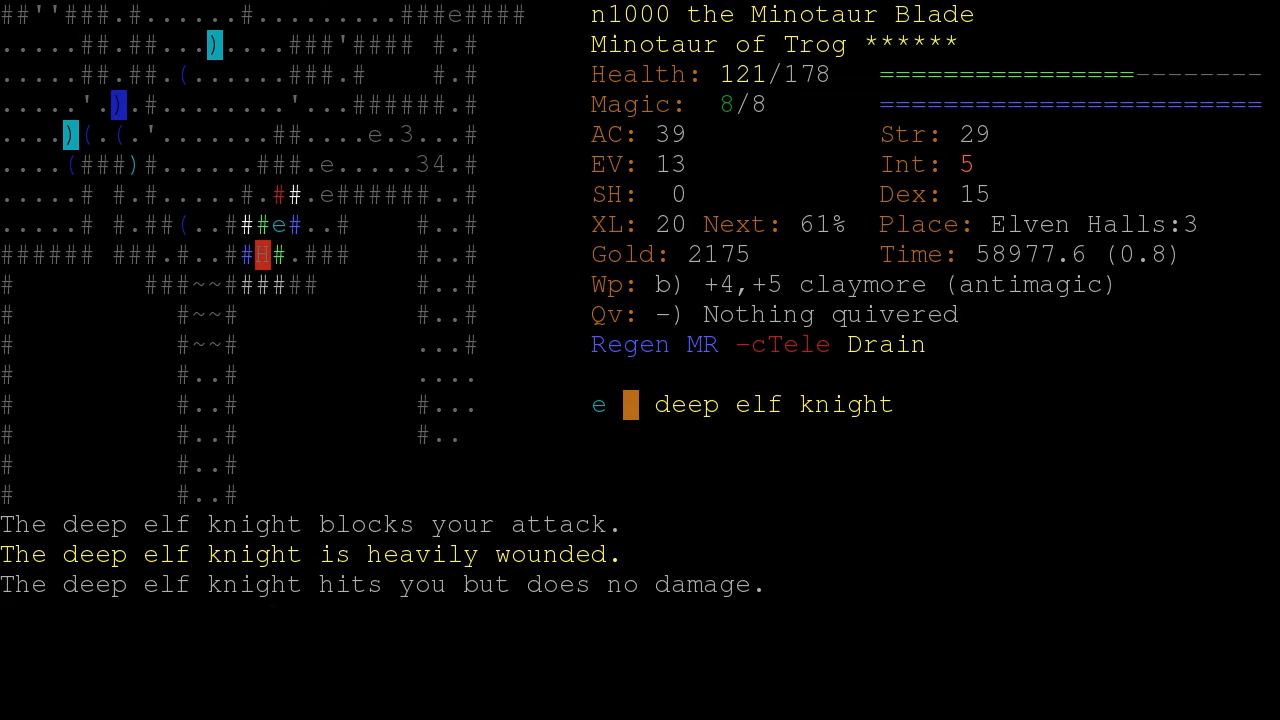 ##''###.#......#.........###e####     n1000 the Minotaur Blade
.....##.##...)....###'#### #.#       Minotaur of Trog ******
.....##.##.(......###.#    #.#       Health: 121/178   ================--------
.....'.).#........'...######.#       Magic:  8/8       ========================
....)(.(.'.......##....e.3...#       AC: 39            Str: 29
....(###)#......###.e.....34.#       EV: 13            Int: 5
.....# #.#.....#.##.e######..#       SH:  0            Dex: 15
.....# #.##(..###e#..#    #..#       XL: 20 Next: 61%  Place: Elven Halls:3
###### ###.#..##H#.###    #..#       Gold: 2175        Time: 58977.6 (0.8)
#        ###~~######      #..#       Wp: b) +4,+5 claymore (antimagic)
#          #~~#           #..#       Qv: -) Nothing quivered
#          #~~#           ...#       Regen MR -cTele Drain
#          #..#           ....
#          #..#           #...       e   deep elf knight
#          #..#           #..
#          #..#
#          #..#
The deep elf knight blocks your attack.
The deep elf knight is heavily wounded.
The deep elf knight hits you but does no damage.